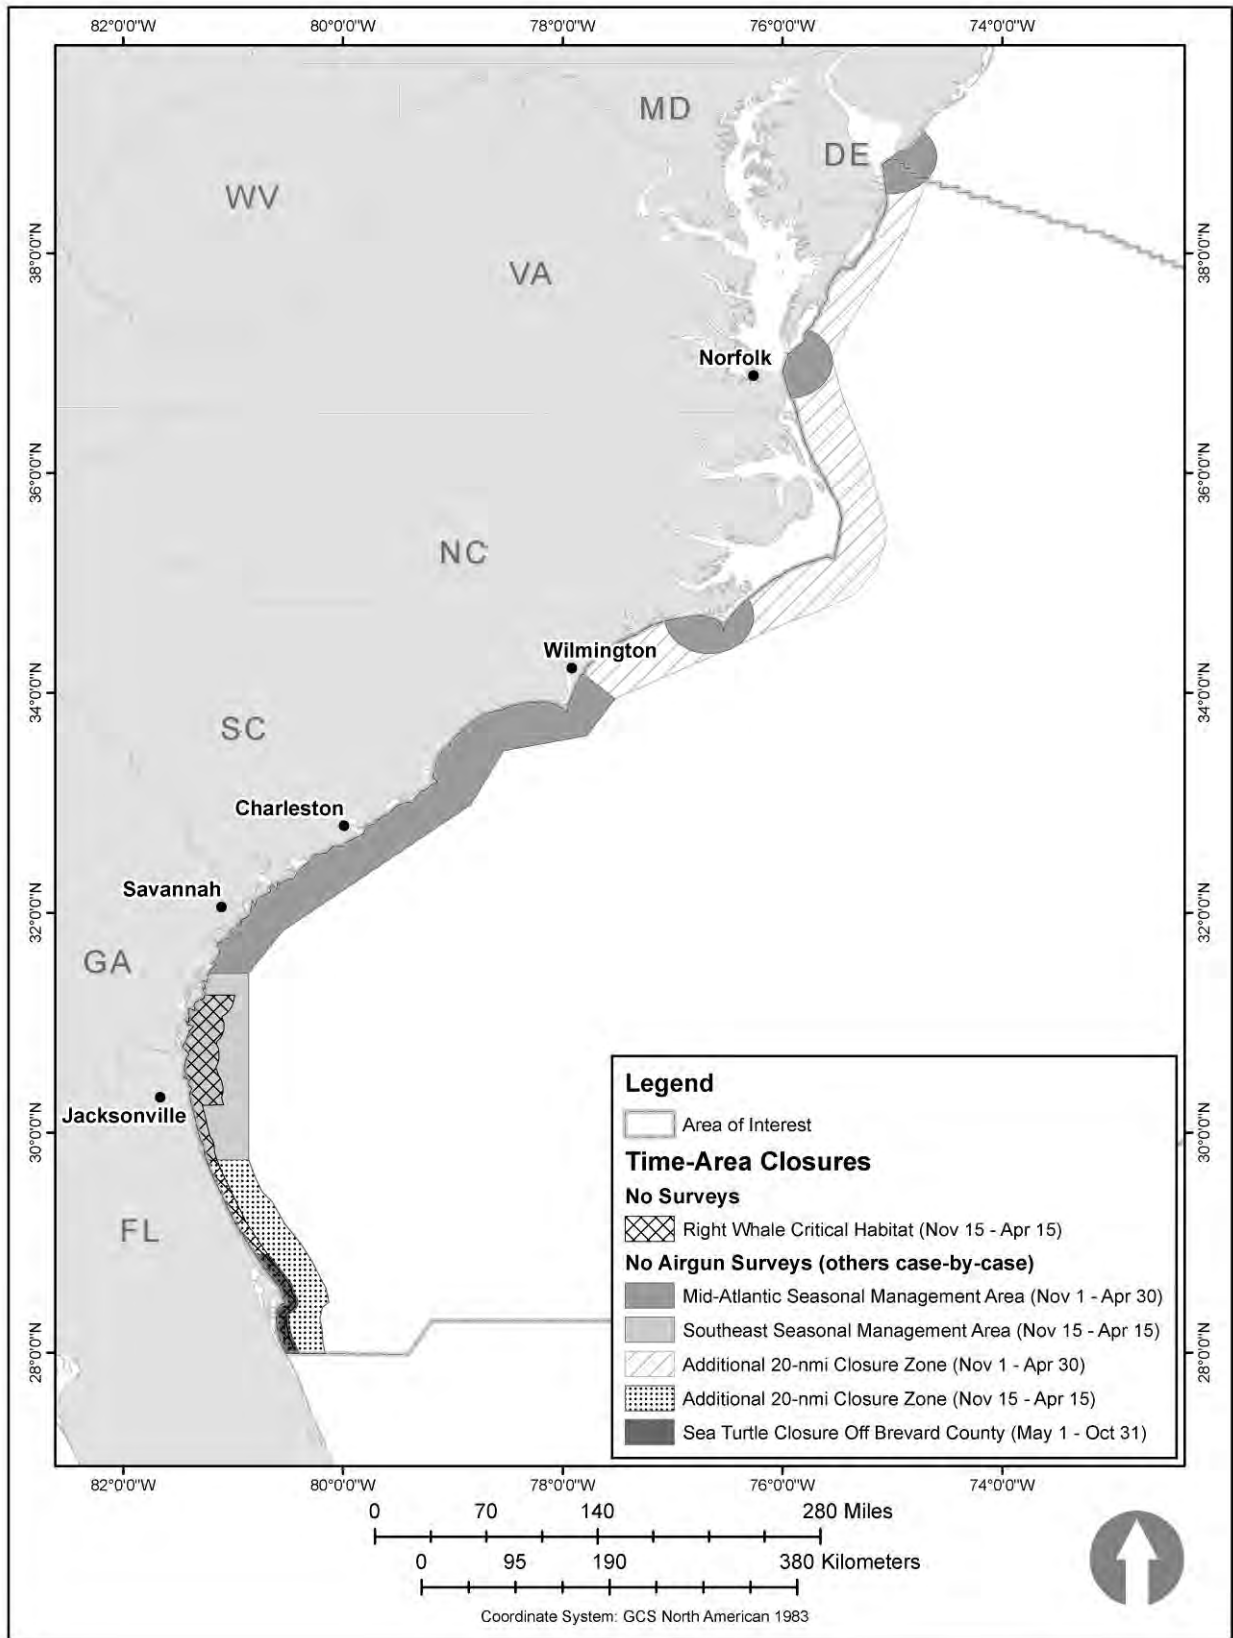 82°0'0"W 80°0'0"W 78°0'0"W 76°0'0"W 74°0'0"W
MD
DE
WV
38°0'0"N 38°0'0"N
VA
Norfolk
36°0'0"N 36°0'0"N
NC
Wilmington
34°0'0"N 34°0'0"N
SC
Charleston
Savannah
32°0'0"N 32°0'0"N
GA
Jacksonville
30°0'0"N 30°0'0"N
FL
28°0'0"N 28°0'0"N
Legend
Area of Interest
Time-Area Closures
No Surveys
Right Whale Critical Habitat (Nov 15 - Apr 15)
No Airgun Surveys (others case-by-case)
Mid-Atlantic Seasonal Management Area (Nov 1 - Apr 30)
Southeast Seasonal Management Area (Nov 15 - Apr 15)
Additional 20-nmi Closure Zone (Nov 1 - Apr 30)
Additional 20-nmi Closure Zone (Nov 15 - Apr 15)
Sea Turtle Closure Off Brevard County (May 1 - Oct 31)
82°0'0"W 80°0'0"W 78°0'0"W 76°0'0"W 74°0'0"W
0 70 140 280 Miles
0 95 190 380 Kilometers
Coordinate System: GCS North American 1983